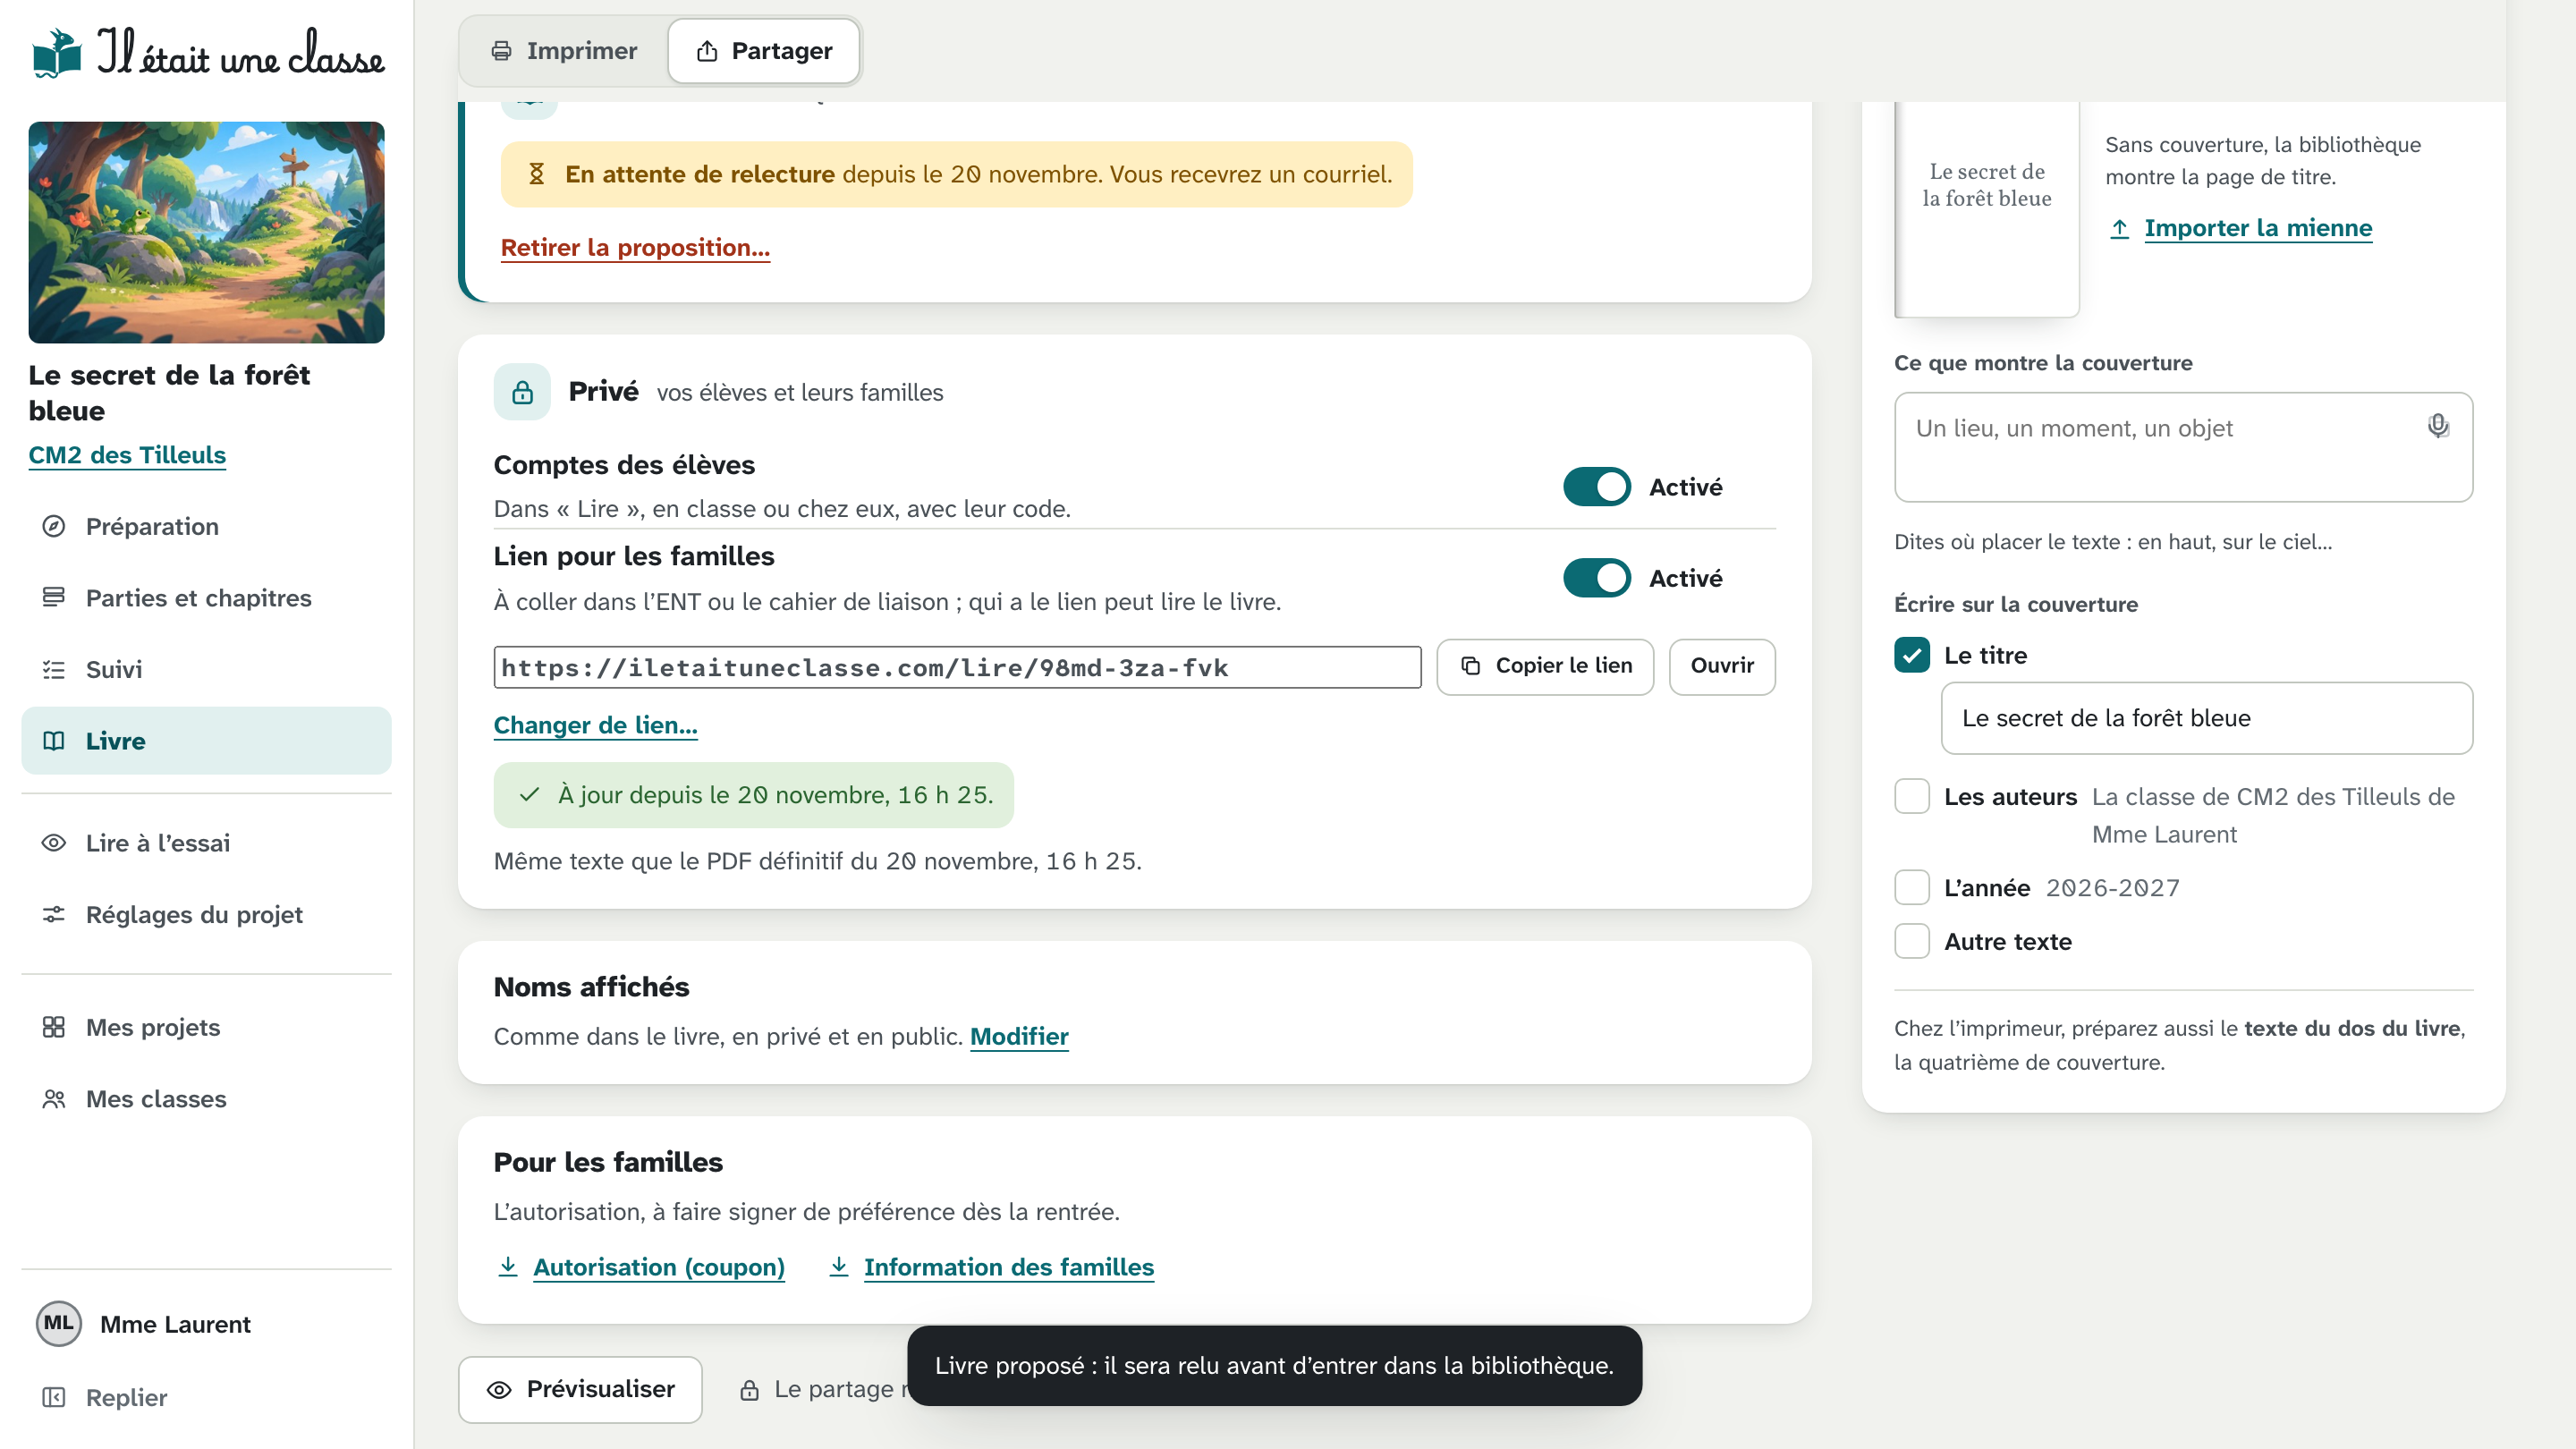 Il était une classe
Le secret de la forêt
bleue
CM2 des Tilleuls
Préparation
Parties et chapitres
Suivi
Livre
Lire à l’essai
Réglages du projet
Mes projets
Mes classes
ML Mme Laurent
Replier
Imprimer
Partager
En attente de relecture depuis le 20 novembre. Vous recevrez un courriel.
Retirer la proposition…
Privé vos élèves et leurs familles
Comptes des élèves
Dans « Lire », en classe ou chez eux, avec leur code.
Activé
Lien pour les familles
À coller dans l’ENT ou le cahier de liaison ; qui a le lien peut lire le livre.
Activé
https://iletaituneclasse.com/lire/98md-3za-fvk
Copier le lien
Ouvrir
Changer de lien…
À jour depuis le 20 novembre, 16 h 25.
Même texte que le PDF définitif du 20 novembre, 16 h 25.
Noms affichés
Comme dans le livre, en privé et en public. Modifier
Pour les familles
L’autorisation, à faire signer de préférence dès la rentrée.
Autorisation (coupon)
Information des familles
Prévisualiser
Le partage
Livre proposé : il sera relu avant d’entrer dans la bibliothèque.
Le secret de
la forêt bleue
Sans couverture, la bibliothèque
montre la page de titre.
Importer la mienne
Ce que montre la couverture
Un lieu, un moment, un objet
Dites où placer le texte : en haut, sur le ciel…
Écrire sur la couverture
Le titre
Le secret de la forêt bleue
Les auteurs La classe de CM2 des Tilleuls de
Mme Laurent
L’année 2026-2027
Autre texte
Chez l’imprimeur, préparez aussi le texte du dos du livre,
la quatrième de couverture.